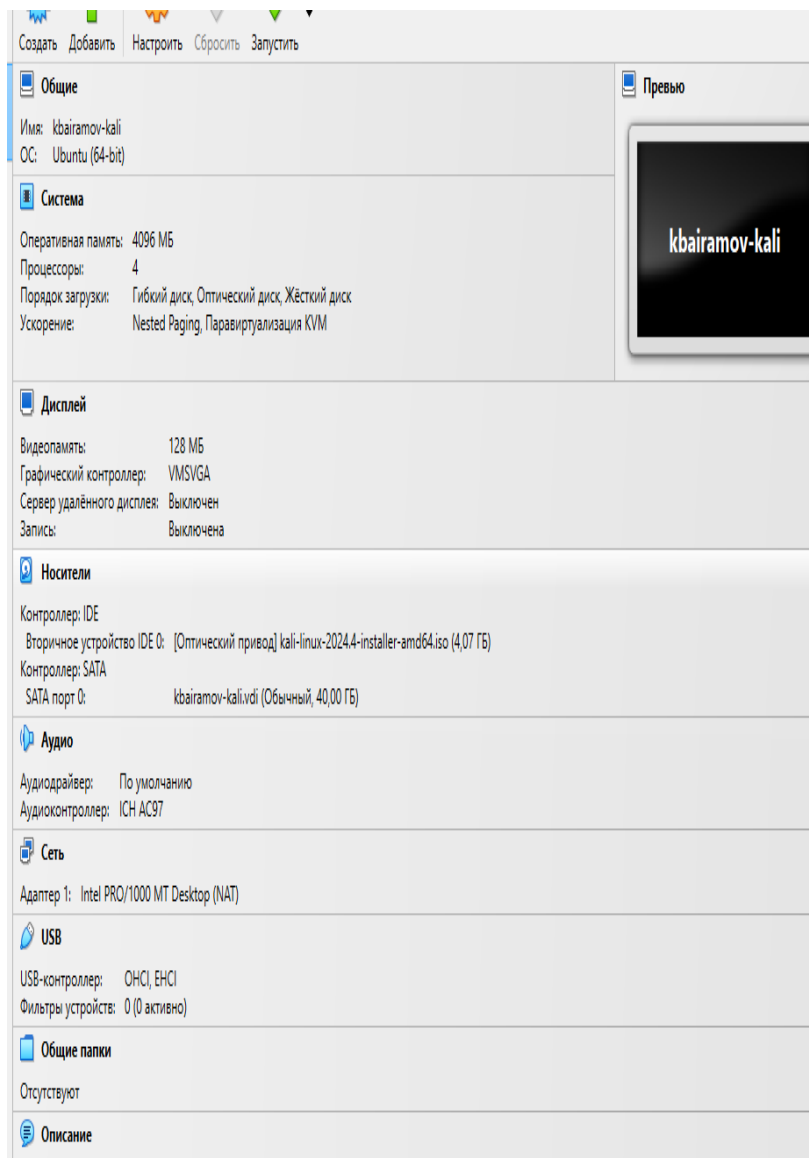 Создать Добавить Настроить Сбросить Запустить
Общие
Имя: kbairamov-kali
ОС: Ubuntu (64-bit)
Превью
kbairamov-kali
Система
Оперативная память: 4096 МБ
Процессоры: 4
Порядок загрузки: Гибкий диск, Оптический диск, Жёсткий диск
Ускорение: Nested Paging, Паравиртуализация KVM
Дисплей
Видеопамять: 128 МБ
Графический контроллер: VMSVGA
Сервер удалённого дисплея: Выключен
Запись: Выключена
Носители
Контроллер: IDE
Вторичное устройство IDE 0: [Оптический привод] kali-linux-2024.4-installer-amd64.iso (4,07 ГБ)
Контроллер: SATA
SATA порт 0: kbairamov-kali.vdi (Обычный, 40,00 ГБ)
Аудио
Аудиодрайвер: По умолчанию
Аудиоконтроллер: ICH AC97
Сеть
Адаптер 1: Intel PRO/1000 MT Desktop (NAT)
USB
USB-контроллер: OHCI, EHCI
Фильтры устройств: 0 (0 активно)
Общие папки
Отсутствуют
Описание